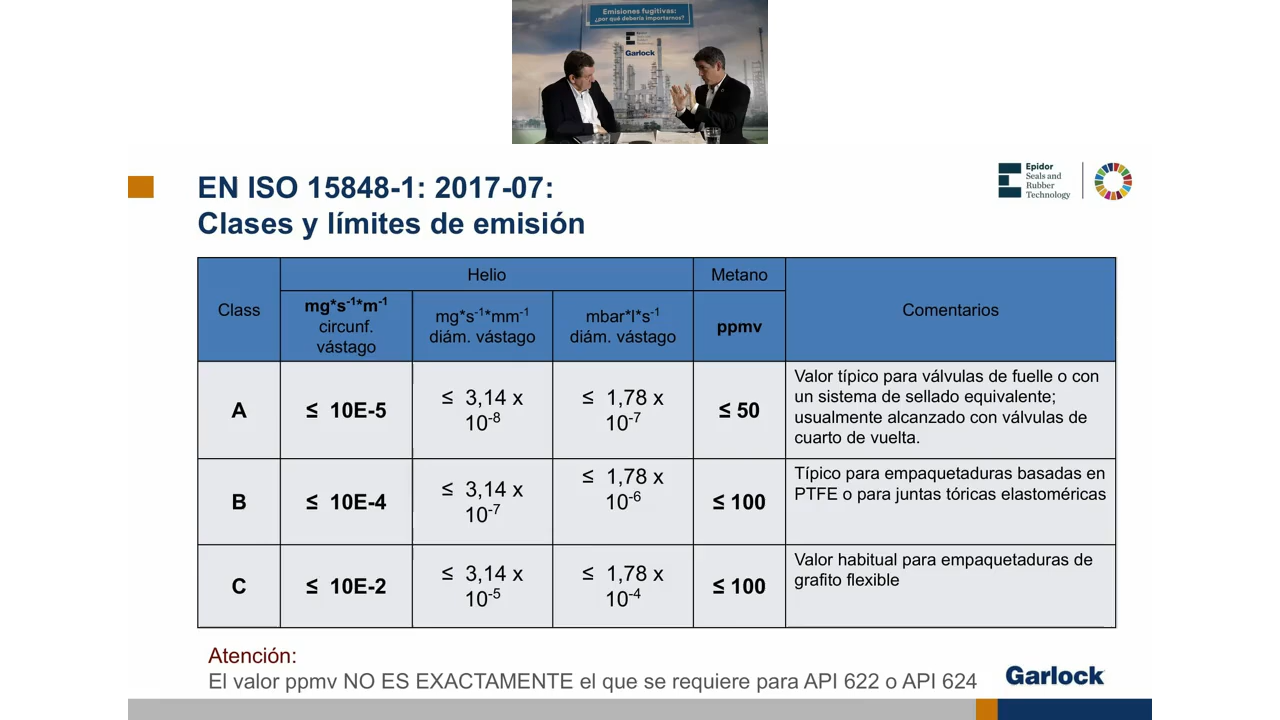 Emisiones fugitivas:
¿por qué debería importarnos?
Garlock
EN ISO 15848-1: 2017-07:
Clases y límites de emisión
Epidor
Seals and
Rubber
Technology
Class
Helio
Metano
Comentarios
mg*s⁻¹*m⁻¹
circunf.
vástago
mg*s⁻¹*mm⁻¹
diám. vástago
mbar*l*s⁻¹
diám. vástago
ppmv
A
≤ 10E-5
≤ 3,14 x
10⁻⁸
≤ 1,78 x
10⁻⁷
≤ 50
Valor típico para válvulas de fuelle o con
un sistema de sellado equivalente;
usualmente alcanzado con válvulas de
cuarto de vuelta.
B
≤ 10E-4
≤ 3,14 x
10⁻⁷
≤ 1,78 x
10⁻⁶
≤ 100
Típico para empaquetaduras basadas en
PTFE o para juntas tóricas elastoméricas
C
≤ 10E-2
≤ 3,14 x
10⁻⁵
≤ 1,78 x
10⁻⁴
≤ 100
Valor habitual para empaquetaduras de
grafito flexible
Atención:
El valor ppmv NO ES EXACTAMENTE el que se requiere para API 622 o API 624
Garlock